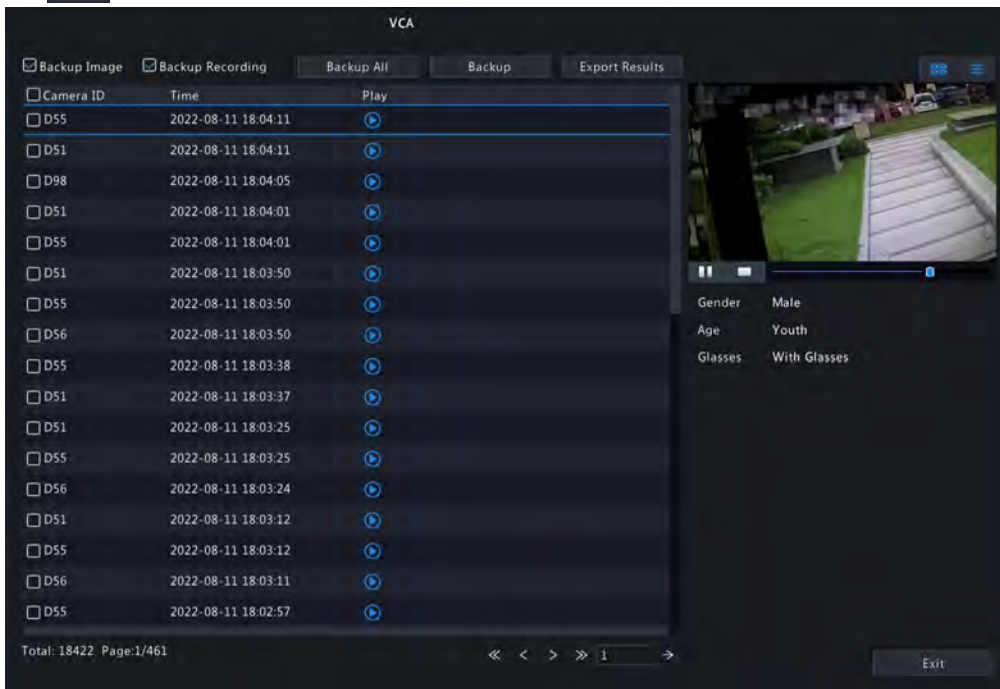 VCA
Backup Image Backup Recording Backup All Backup Export Results
Camera ID Time Play
D55 2022-08-11 18:04:11
D51 2022-08-11 18:04:11
D98 2022-08-11 18:04:05
D51 2022-08-11 18:04:01
D55 2022-08-11 18:04:01
D51 2022-08-11 18:03:50
D55 2022-08-11 18:03:50
D56 2022-08-11 18:03:50
D55 2022-08-11 18:03:38
D51 2022-08-11 18:03:37
D51 2022-08-11 18:03:25
D55 2022-08-11 18:03:25
D56 2022-08-11 18:03:24
D51 2022-08-11 18:03:12
D55 2022-08-11 18:03:12
D56 2022-08-11 18:03:11
D55 2022-08-11 18:02:57
Gender Male
Age Youth
Glasses With Glasses
Total: 18422 Page:1/461
1
Exit